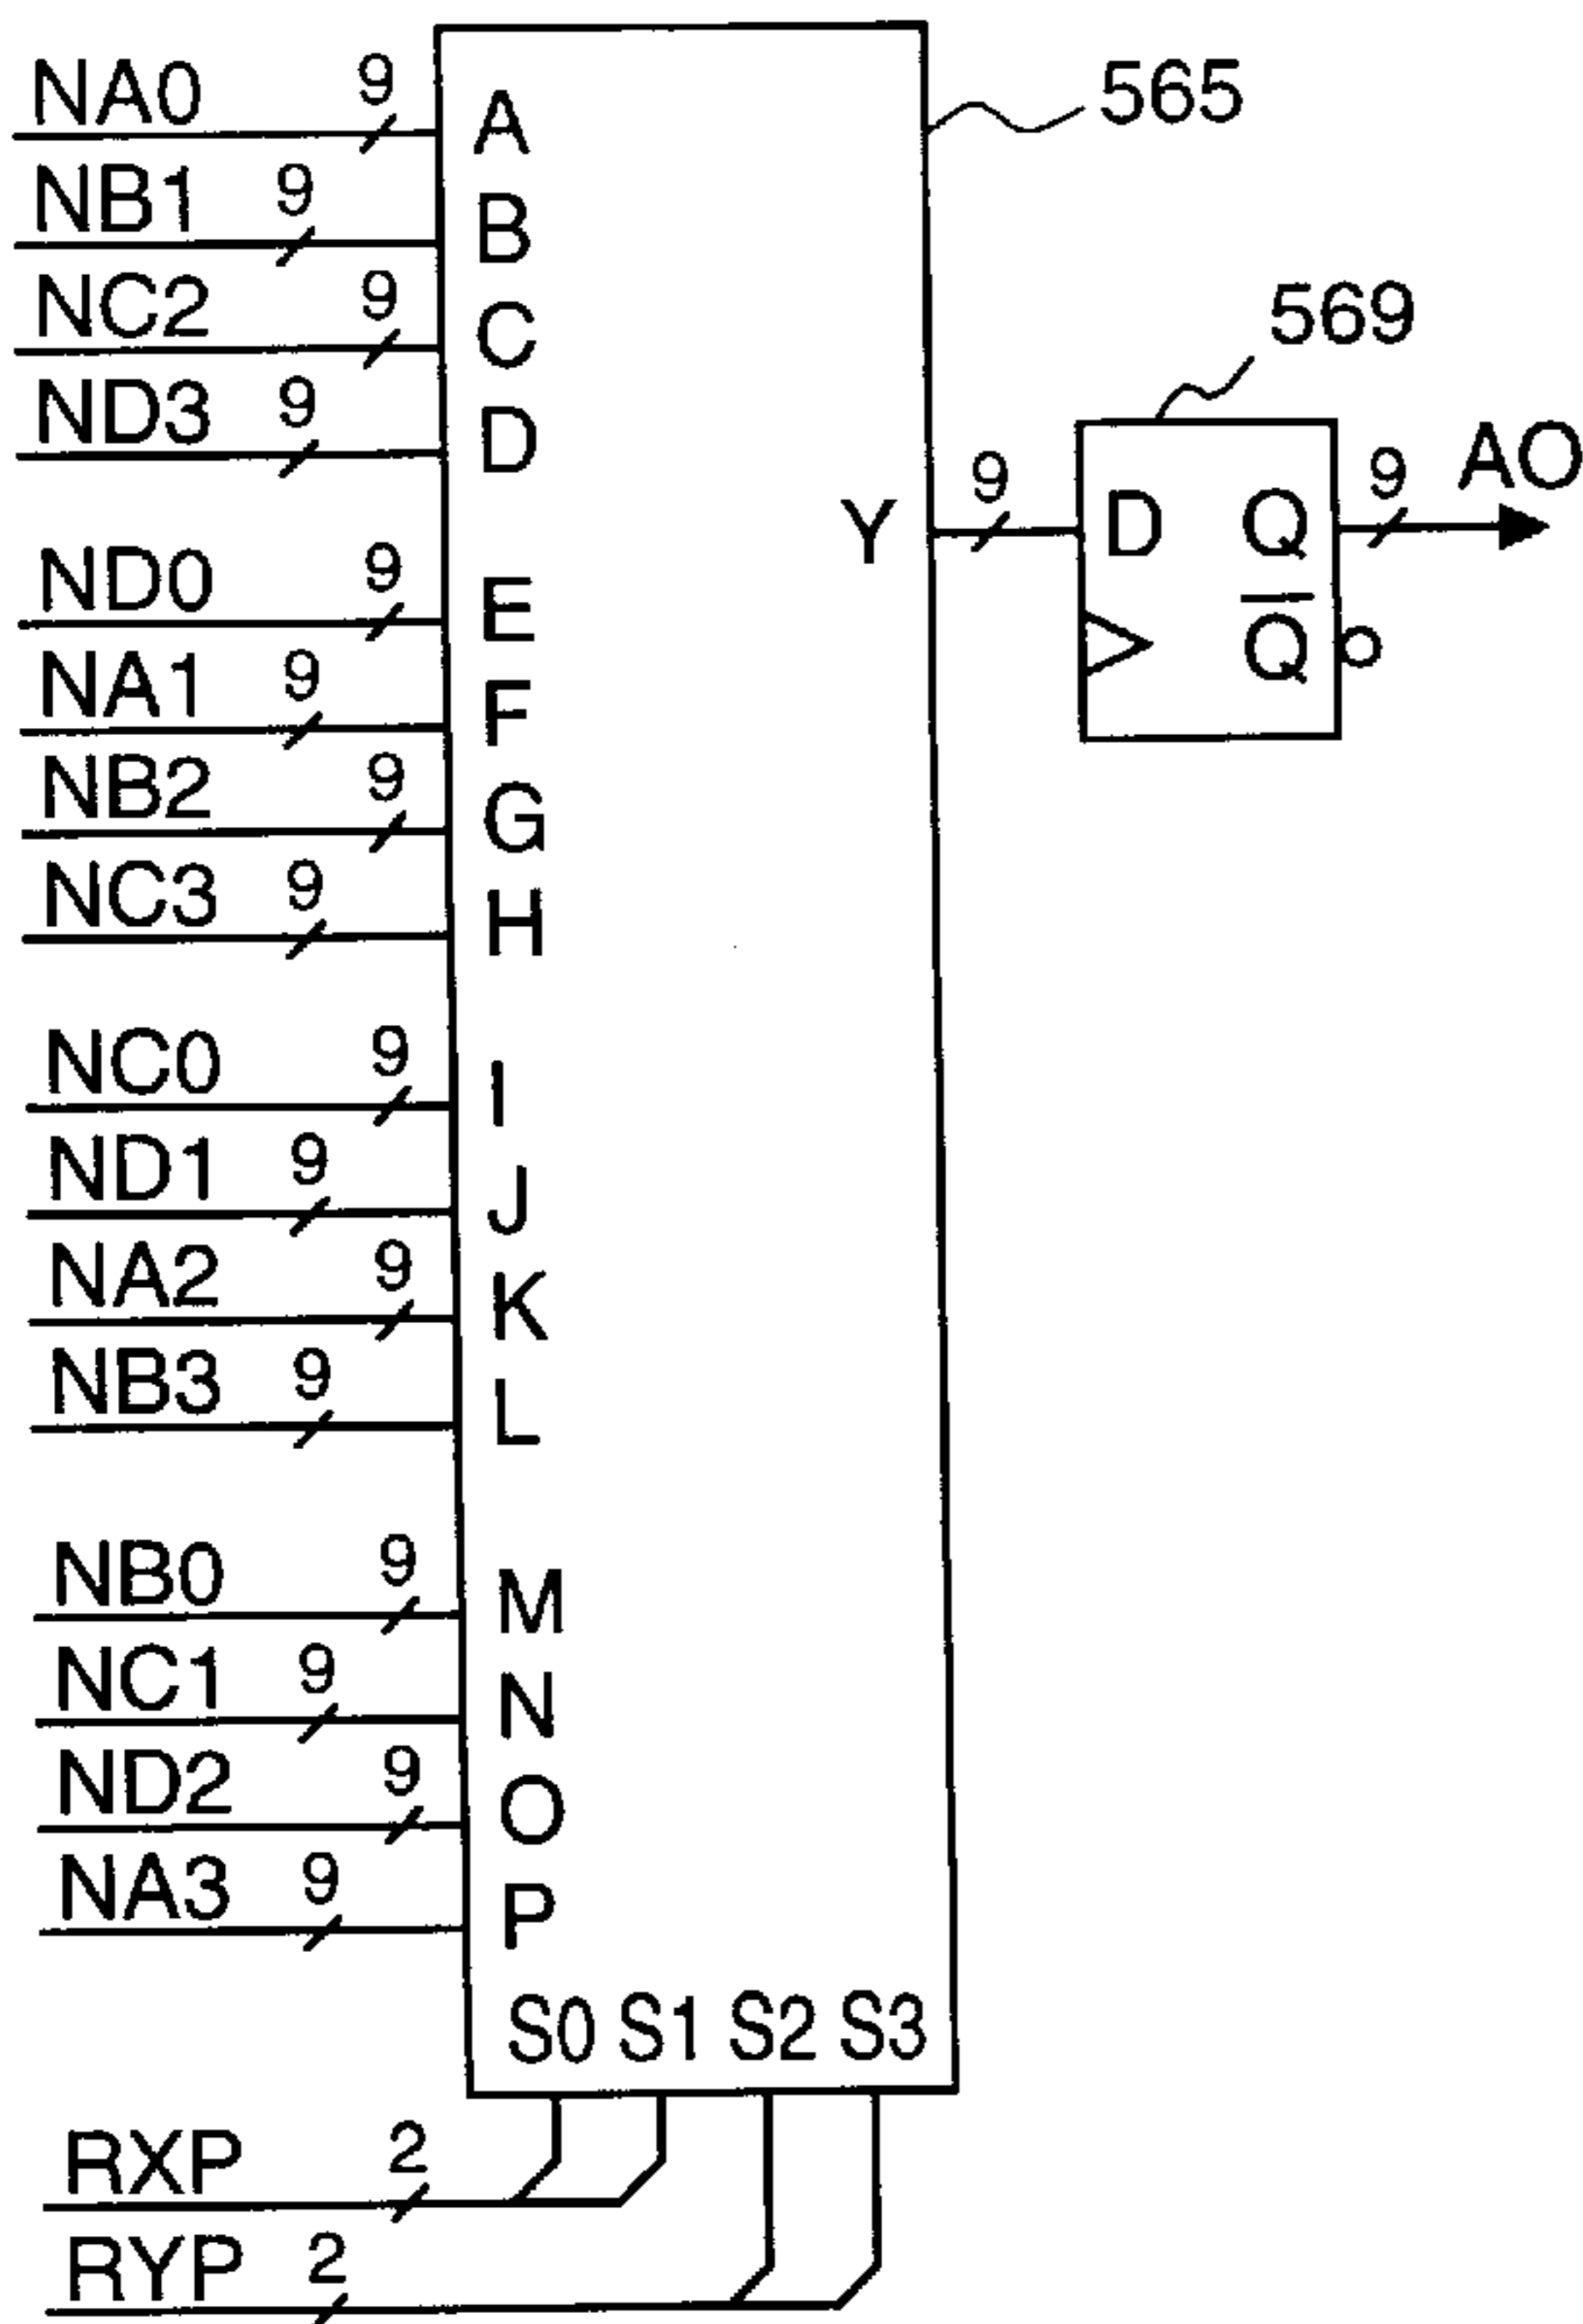 NA0 9 A 565
NB1 9 B
NC2 9 C 569
ND3 9 D
Y 9 D Q 9 AO
ND0 9 E
NA1 9 F Q
NB2 9 G
NC3 9 H
NC0 9 I
ND1 9 J
NA2 9 K
NB3 9 L
NB0 9 M
NC1 9 N
ND2 9 O
NA3 9 P
S0 S1 S2 S3
RXP 2
RYP 2